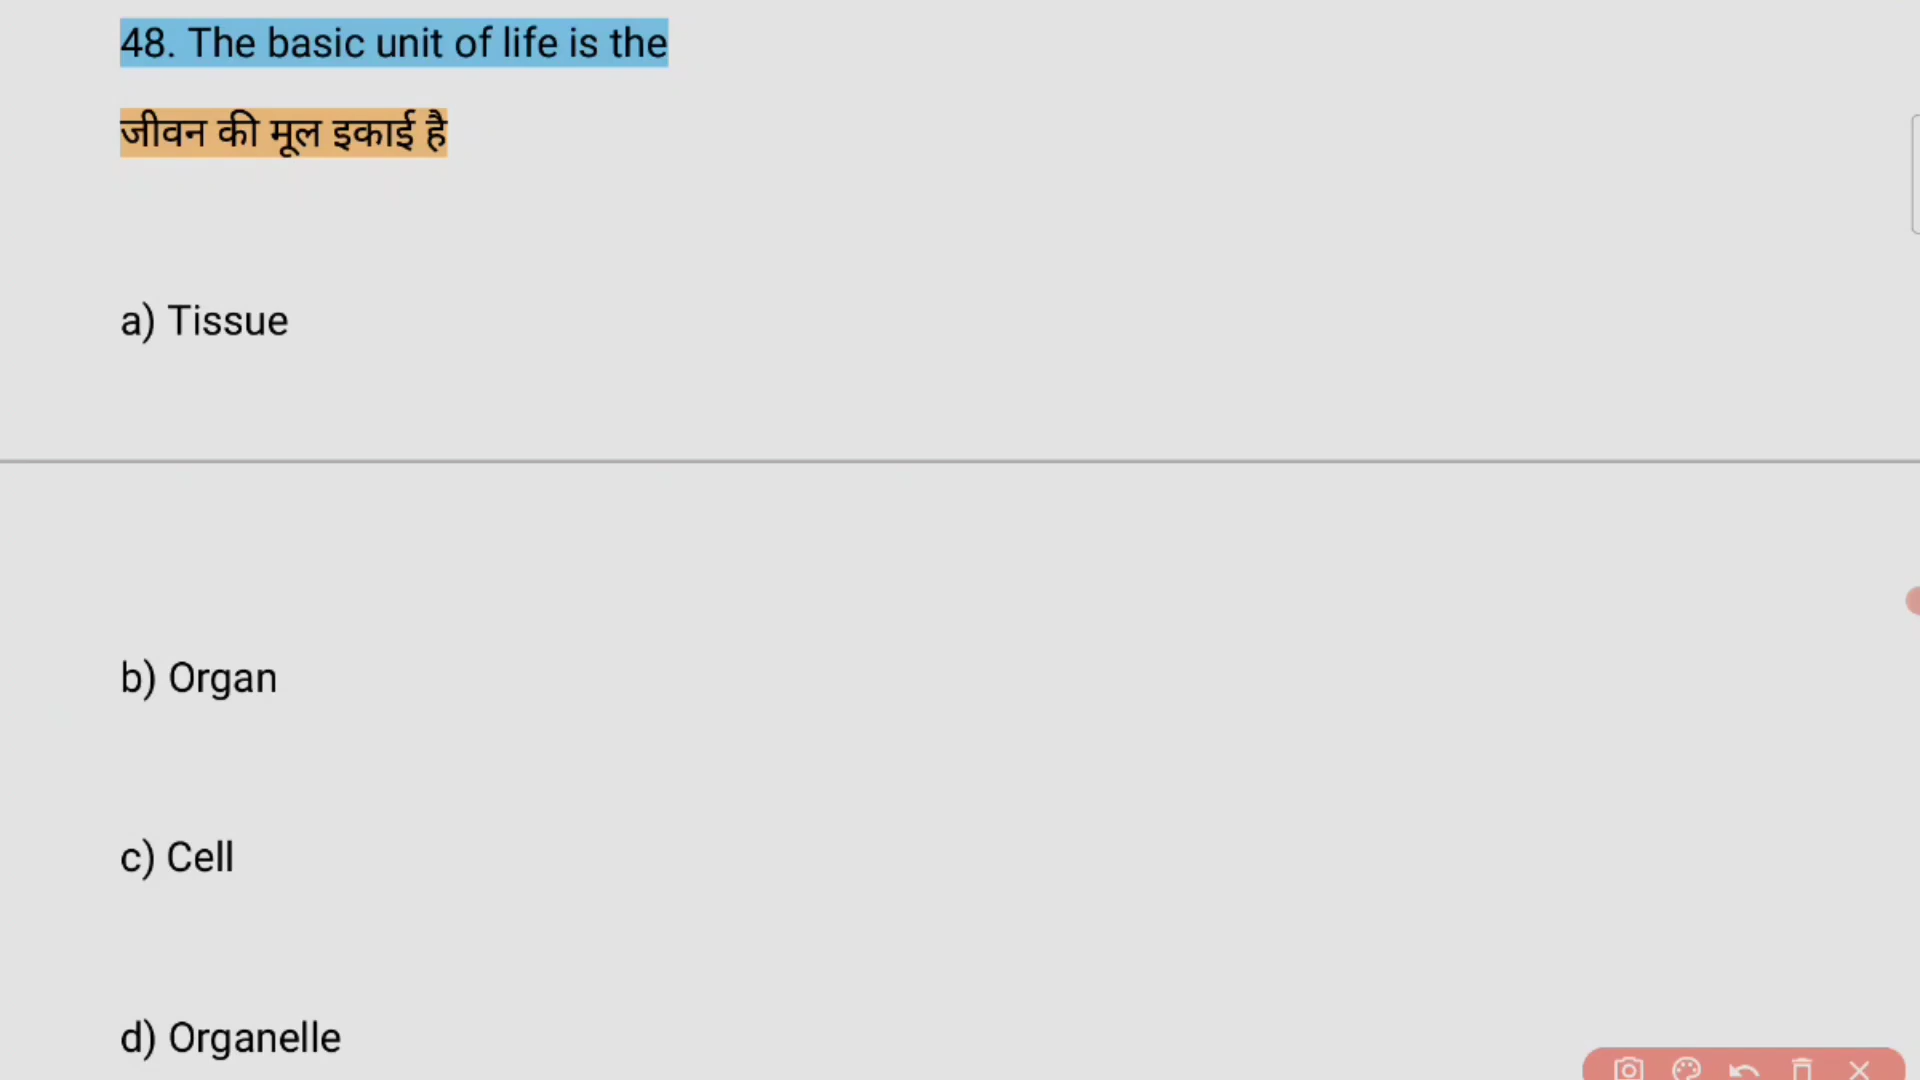 48. The basic unit of life is the
जीवन की मूल इकाई है
a) Tissue
b) Organ
c) Cell
d) Organelle